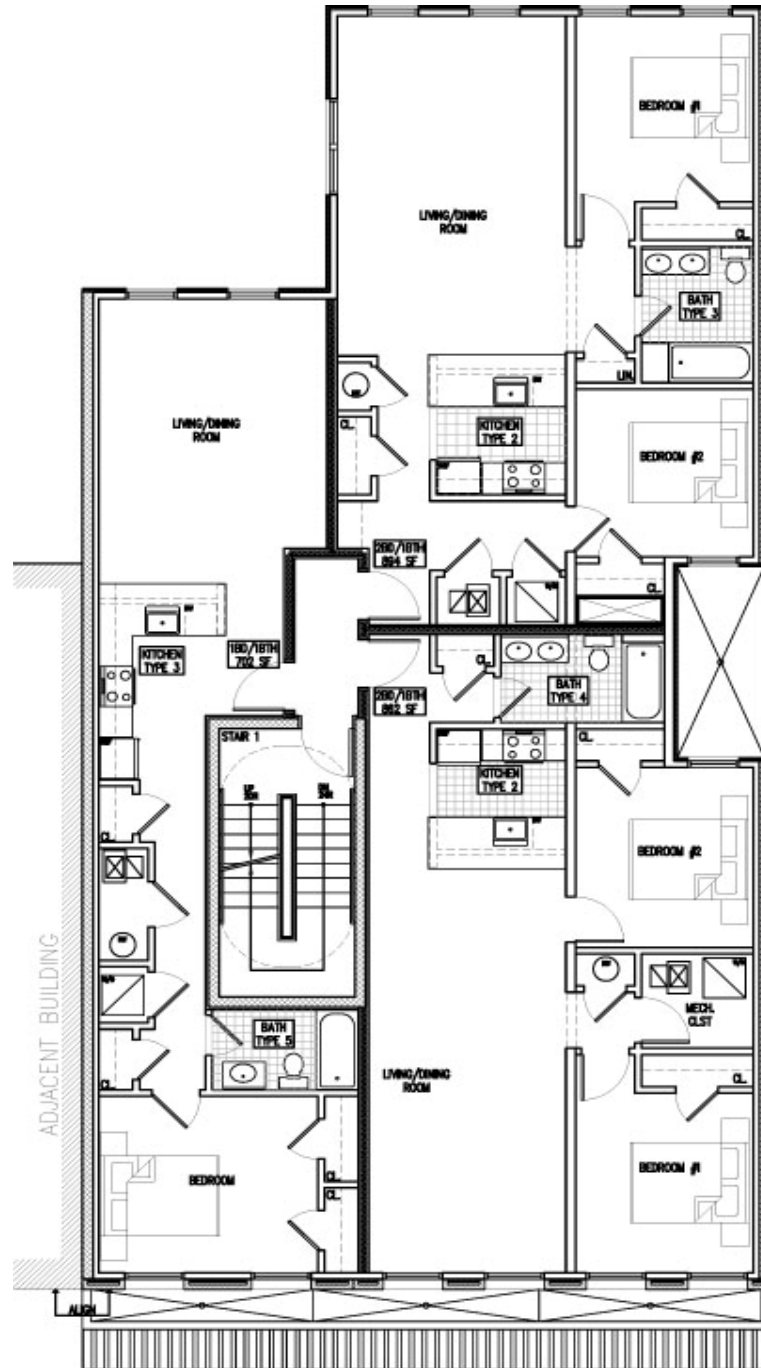 BEDROOM #1
LIVING/DINING
ROOM
CL.
BATH
TYPE 3
LIN.
LIVING/DINING
ROOM
CL.
KITCHEN
TYPE 2
BEDROOM #2
2BD/1BTH
894 SF
CL.
KITCHEN
TYPE 3
1BD/1BTH
702 SF
CL.
BATH
TYPE 4
2BD/1BTH
862 SF
STAIR 1
CL.
KITCHEN
TYPE 2
UP
DN
CL.
BEDROOM #2
ADJACENT BUILDING
MECH.
CLST
BATH
TYPE 5
LIVING/DINING
ROOM
CL.
CL.
BEDROOM
CL.
CL.
BEDROOM #1
ALIGN